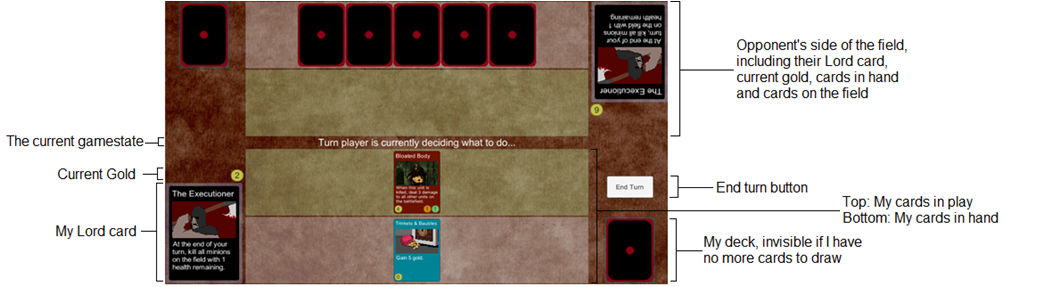 At the end of your
turn, kill all minions
on the field with 1
health remaining.
The Executioner
9
Opponent's side of the field,
including their Lord card,
current gold, cards in hand
and cards on the field
The current gamestate
Turn player is currently deciding what to do...
Current Gold
2
Bloated Body
When this unit is
killed, deal 3 damage
to all other units on
the battlefield!
4
End Turn
End turn button
My Lord card
The Executioner
At the end of your
turn, kill all minions
on the field with 1
health remaining.
Trinkets & Baubles
Gain 5 gold.
Top: My cards in play
Bottom: My cards in hand
My deck, invisible if I have
no more cards to draw